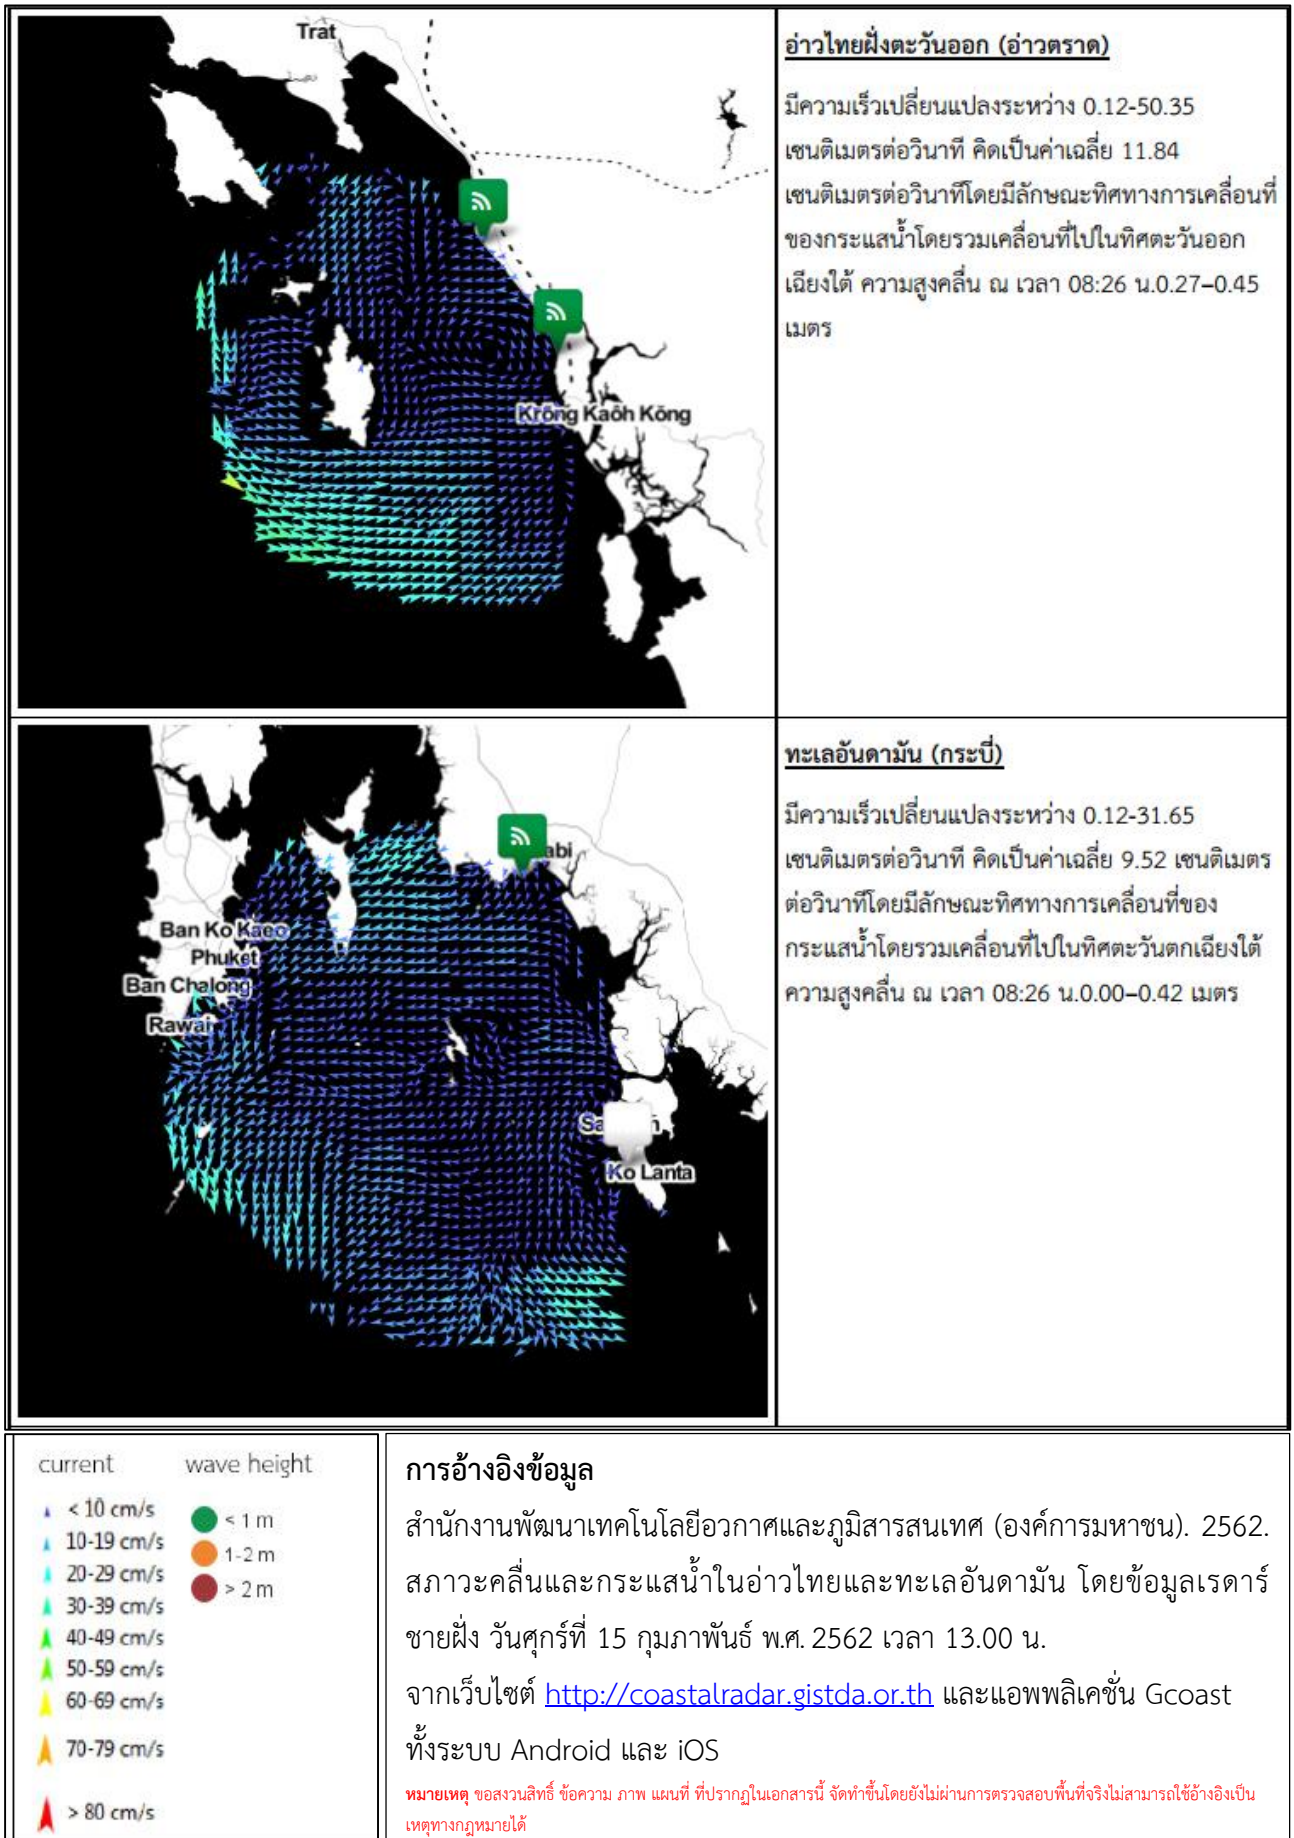 Trat
Krŏng Kaôh Kŏng
อ่าวไทยฝั่งตะวันออก (อ่าวตราด)
มีความเร็วเปลี่ยนแปลงระหว่าง 0.12-50.35
เซนติเมตรต่อวินาที คิดเป็นค่าเฉลี่ย 11.84
เซนติเมตรต่อวินาทีโดยมีลักษณะทิศทางการเคลื่อนที่
ของกระแสน้ำโดยรวมเคลื่อนที่ไปในทิศตะวันออก
เฉียงใต้ ความสูงคลื่น ณ เวลา 08:26 น.0.27–0.45
เมตร
abi
Ban Ko Kaeo
Phuket
Ban Chalong
Rawai
Ko Lanta
ทะเลอันดามัน (กระบี่)
มีความเร็วเปลี่ยนแปลงระหว่าง 0.12-31.65
เซนติเมตรต่อวินาที คิดเป็นค่าเฉลี่ย 9.52 เซนติเมตร
ต่อวินาทีโดยมีลักษณะทิศทางการเคลื่อนที่ของ
กระแสน้ำโดยรวมเคลื่อนที่ไปในทิศตะวันตกเฉียงใต้
ความสูงคลื่น ณ เวลา 08:26 น.0.00–0.42 เมตร
current
< 10 cm/s
10-19 cm/s
20-29 cm/s
30-39 cm/s
40-49 cm/s
50-59 cm/s
60-69 cm/s
70-79 cm/s
> 80 cm/s
wave height
< 1 m
1-2 m
> 2 m
การอ้างอิงข้อมูล
สำนักงานพัฒนาเทคโนโลยีอวกาศและภูมิสารสนเทศ (องค์การมหาชน). 2562.
สภาวะคลื่นและกระแสน้ำในอ่าวไทยและทะเลอันดามัน โดยข้อมูลเรดาร์
ชายฝั่ง วันศุกร์ที่ 15 กุมภาพันธ์ พ.ศ. 2562 เวลา 13.00 น.
จากเว็บไซต์ http://coastalradar.gistda.or.th และแอพพลิเคชั่น Gcoast
ทั้งระบบ Android และ iOS
หมายเหตุ ขอสงวนสิทธิ์ ข้อความ ภาพ แผนที่ ที่ปรากฏในเอกสารนี้ จัดทำขึ้นโดยยังไม่ผ่านการตรวจสอบพื้นที่จริงไม่สามารถใช้อ้างอิงเป็น
เหตุทางกฎหมายได้